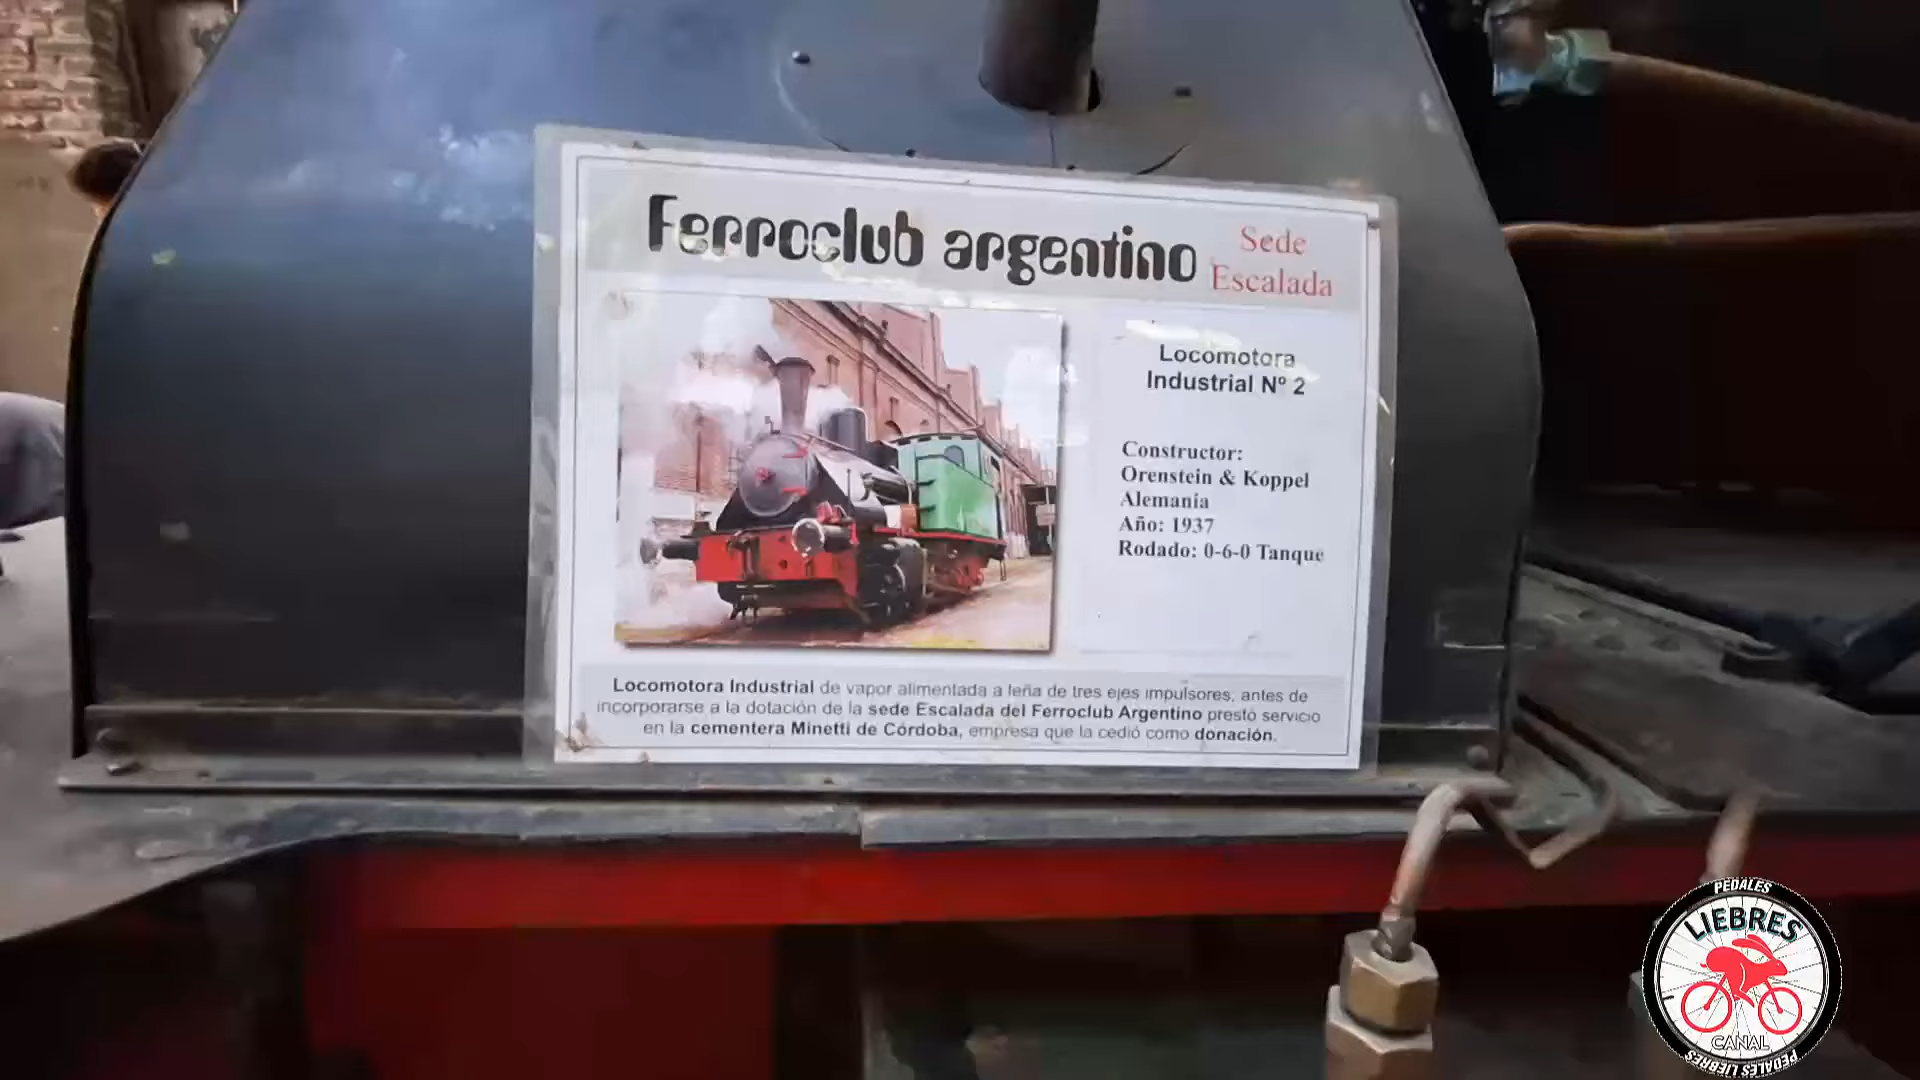 Ferroclub argentino
Sede
Escalada
Locomotora
Industrial Nº 2
Constructor:
Orenstein & Koppel
Alemania
Año: 1937
Rodado: 0-6-0 Tanque
Locomotora Industrial de vapor alimentada a leña de tres ejes impulsores, antes de
incorporarse a la dotación de la sede Escalada del Ferroclub Argentino prestó servicio
en la cementera Minetti de Córdoba, empresa que la cedió como donación.
PEDALES
LIEBRES
CANAL
PEDALES LIEBRES